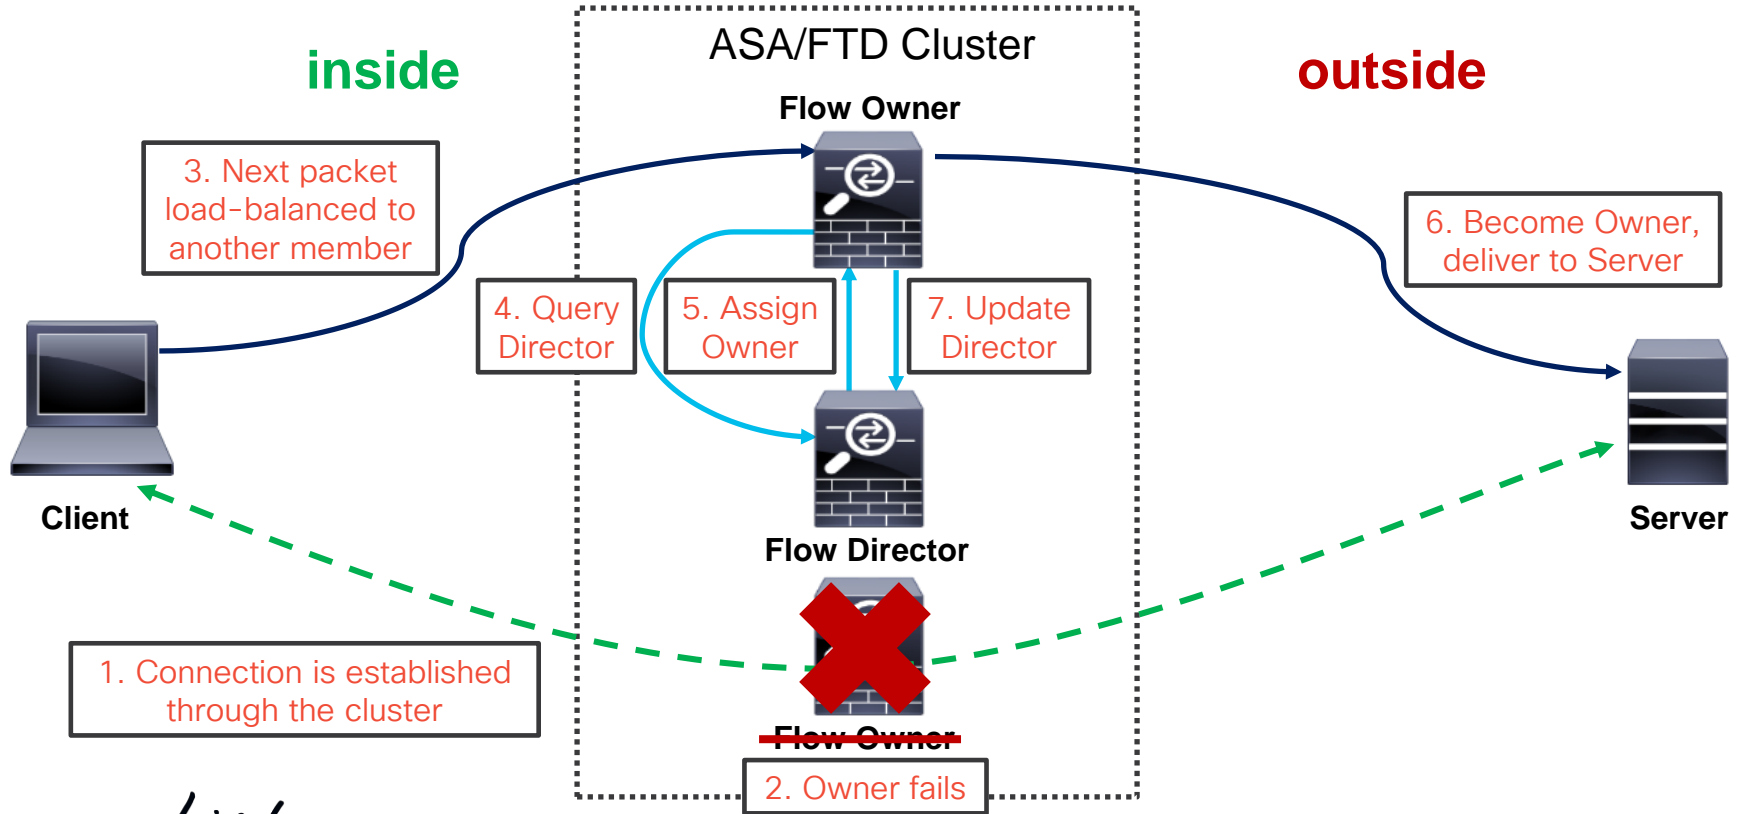 ASA/FTD Cluster
inside
outside
Flow Owner
3. Next packet
load-balanced to
another member
6. Become Owner,
deliver to Server
4. Query
Director
5. Assign
Owner
7. Update
Director
Client
Server
Flow Director
1. Connection is established
through the cluster
Flow Owner
2. Owner fails